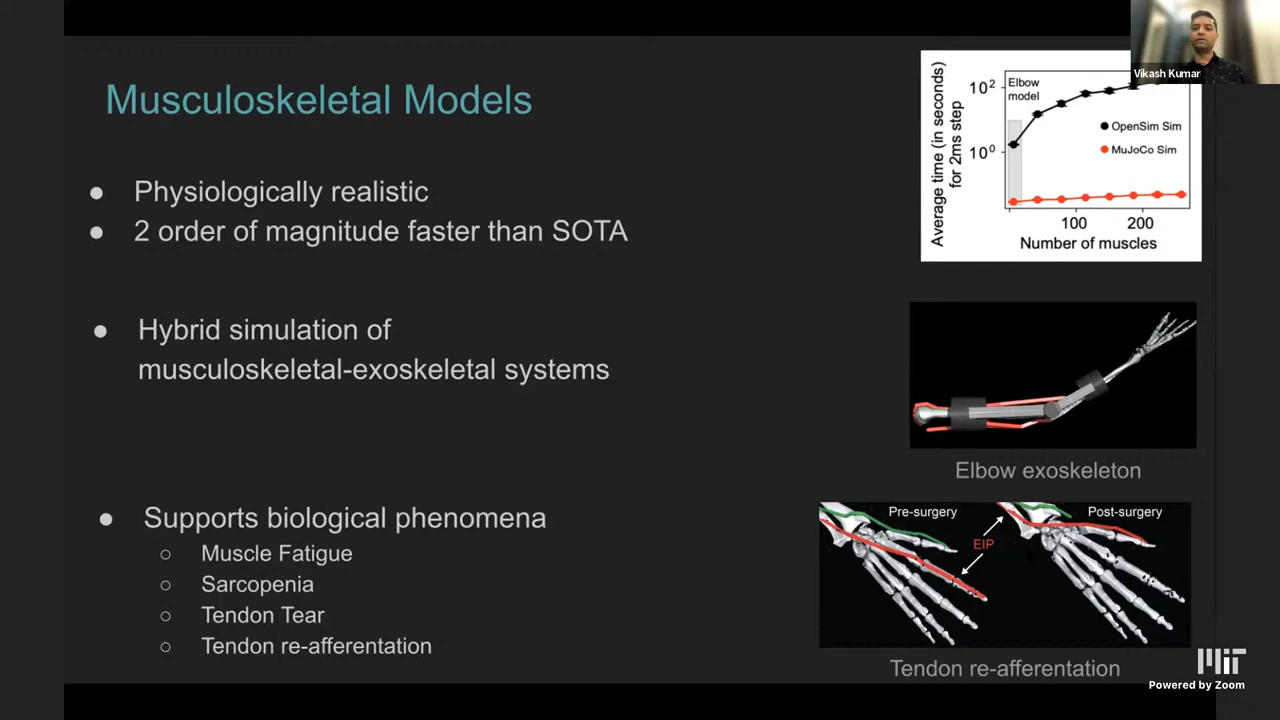 Musculoskeletal Models
● Physiologically realistic
● 2 order of magnitude faster than SOTA
● Hybrid simulation of
musculoskeletal-exoskeletal systems
● Supports biological phenomena
○ Muscle Fatigue
○ Sarcopenia
○ Tendon Tear
○ Tendon re-afferentation
Vikash Kumar
Average time (in seconds)
for 2ms step
10²
10⁰
Elbow
model
OpenSim Sim
MuJoCo Sim
100 200
Number of muscles
Elbow exoskeleton
Pre-surgery Post-surgery
EIP
Tendon re-afferentation
MIT
Powered by Zoom